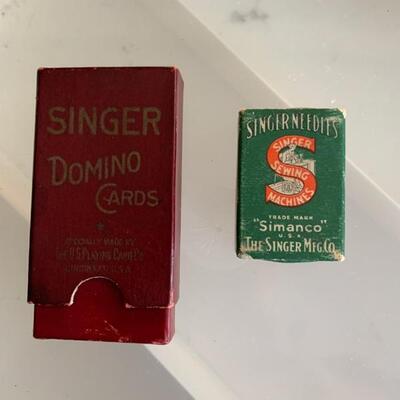 SINGER
DOMINO
CARDS
SPECIALLY MADE BY
THE U.S. PLAYING CARD CO.
CINCINNATI, U.S.A.
SINGER NEEDLES
SINGER
SEWING
MACHINES
TRADE MARK
"Simanco"
U.S.A.
THE SINGER MFG. CO.